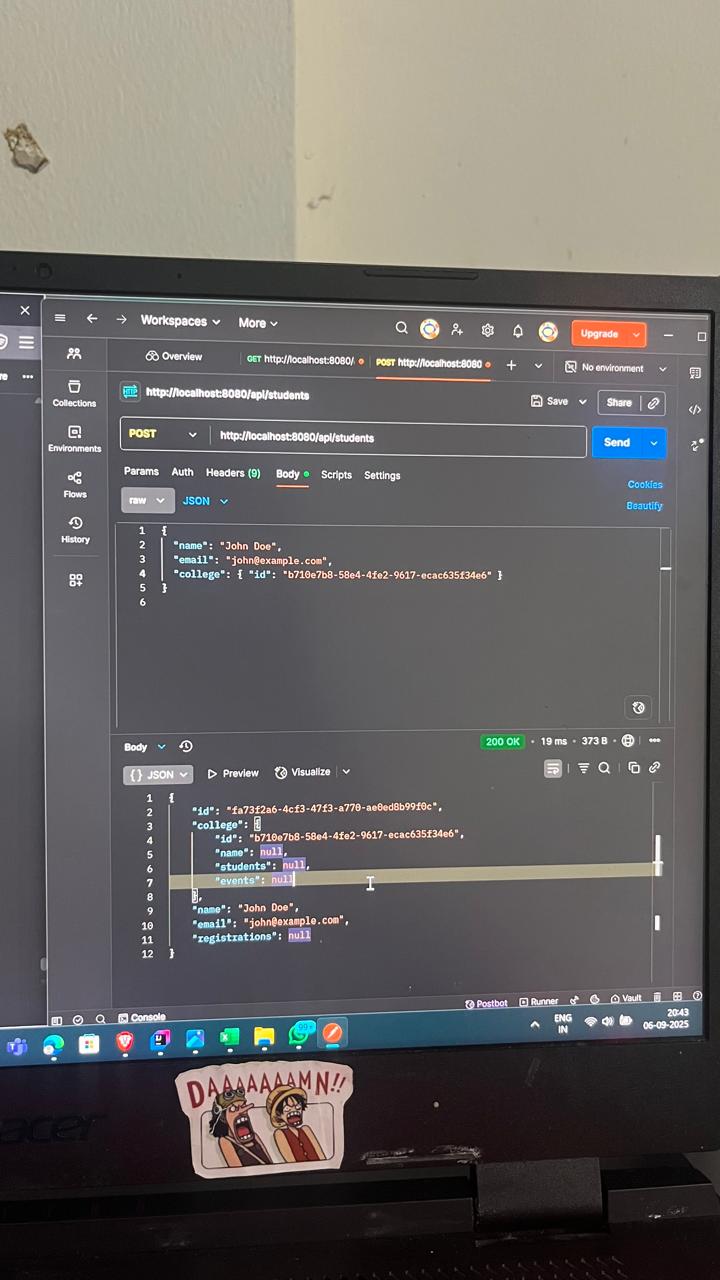 Workspaces More Upgrade
Overview GET http://localhost:8080/ POST http://localhost:8080 No environment
re
Collections
Environments
Flows
History
HTTP http://localhost:8080/api/students Save Share
POST http://localhost:8080/api/students Send
Params Auth Headers (9) Body Scripts Settings Cookies
raw JSON Beautify
1 {
2 "name": "John Doe",
3 "email": "john@example.com",
4 "college": { "id": "b710e7b8-58e4-4fe2-9617-ecac635f34e6" }
5 }
6
Body 200 OK • 19 ms • 373 B
{} JSON Preview Visualize
1 {
2 "id": "fa73f2a6-4cf3-47f3-a770-ae0ed8b99f0c",
3 "college": {
4 "id": "b710e7b8-58e4-4fe2-9617-ecac635f34e6",
5 "name": null,
6 "students": null,
7 "events": null
8 },
9 "name": "John Doe",
10 "email": "john@example.com",
11 "registrations": null
12 }
Console Postbot Runner Vault
99+ ENG IN 20:43 06-09-2025
DAAAAAAAMN!!
acer